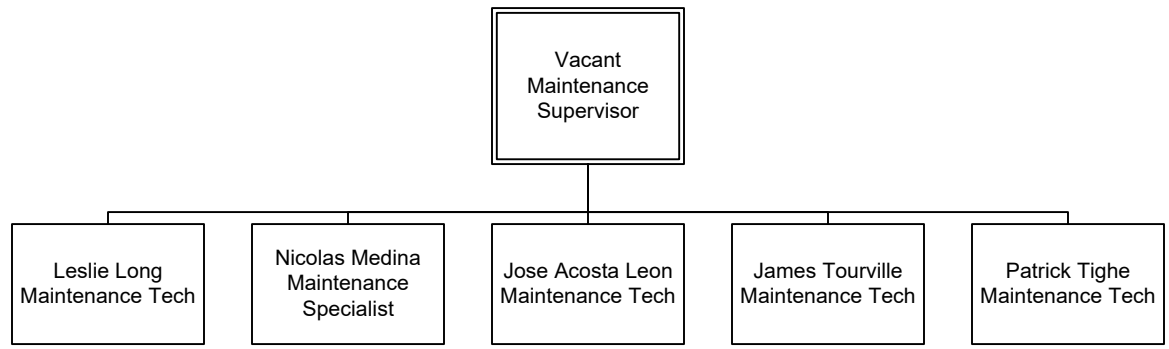 Vacant
Maintenance
Supervisor
Leslie Long
Maintenance Tech
Nicolas Medina
Maintenance
Specialist
Jose Acosta Leon
Maintenance Tech
James Tourville
Maintenance Tech
Patrick Tighe
Maintenance Tech